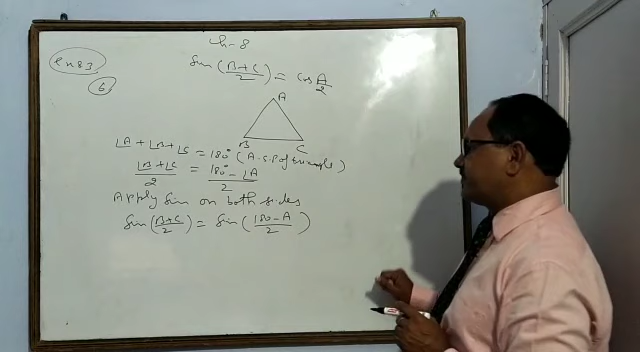 Ch-8
Ex 8.3
6
Sin (B+C/2) = Cos A/2
A
B C
∠A + ∠B + ∠C = 180° (A.S.P of triangle)
∠B + ∠C/2 = 180° - ∠A/2
Apply Sin on both sides
Sin (B+C/2) = Sin (180-A/2)